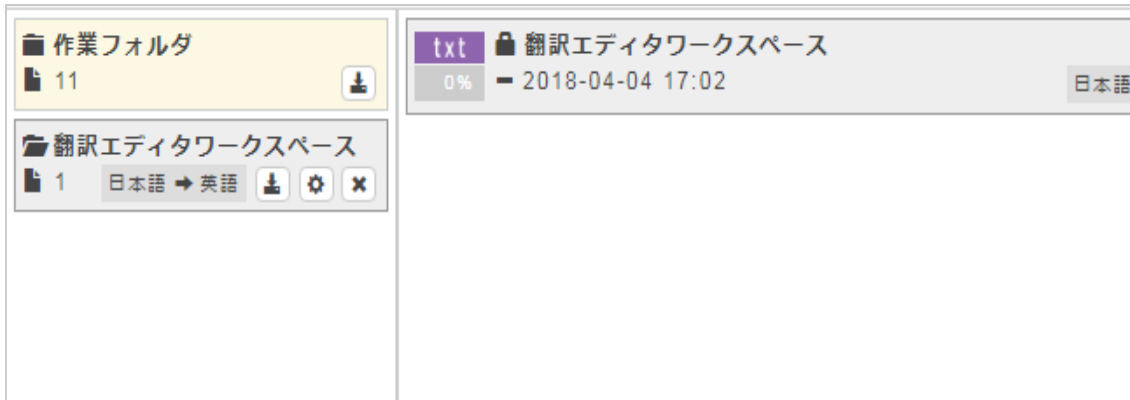 作業フォルダ
11
翻訳エディタワークスペース
1 日本語 ➡ 英語
txt 翻訳エディタワークスペース
0% 2018-04-04 17:02 日本語